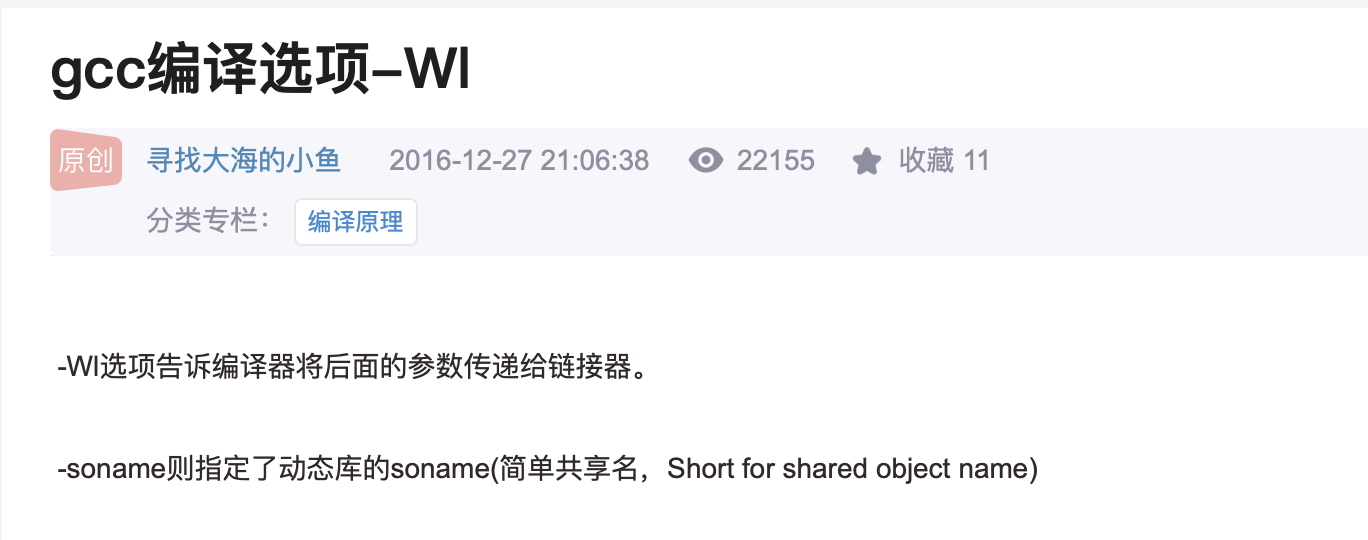 gcc编译选项-Wl
原创 寻找大海的小鱼 2016-12-27 21:06:38 22155 收藏 11
分类专栏： 编译原理
-Wl选项告诉编译器将后面的参数传递给链接器。
-soname则指定了动态库的soname(简单共享名，Short for shared object name)